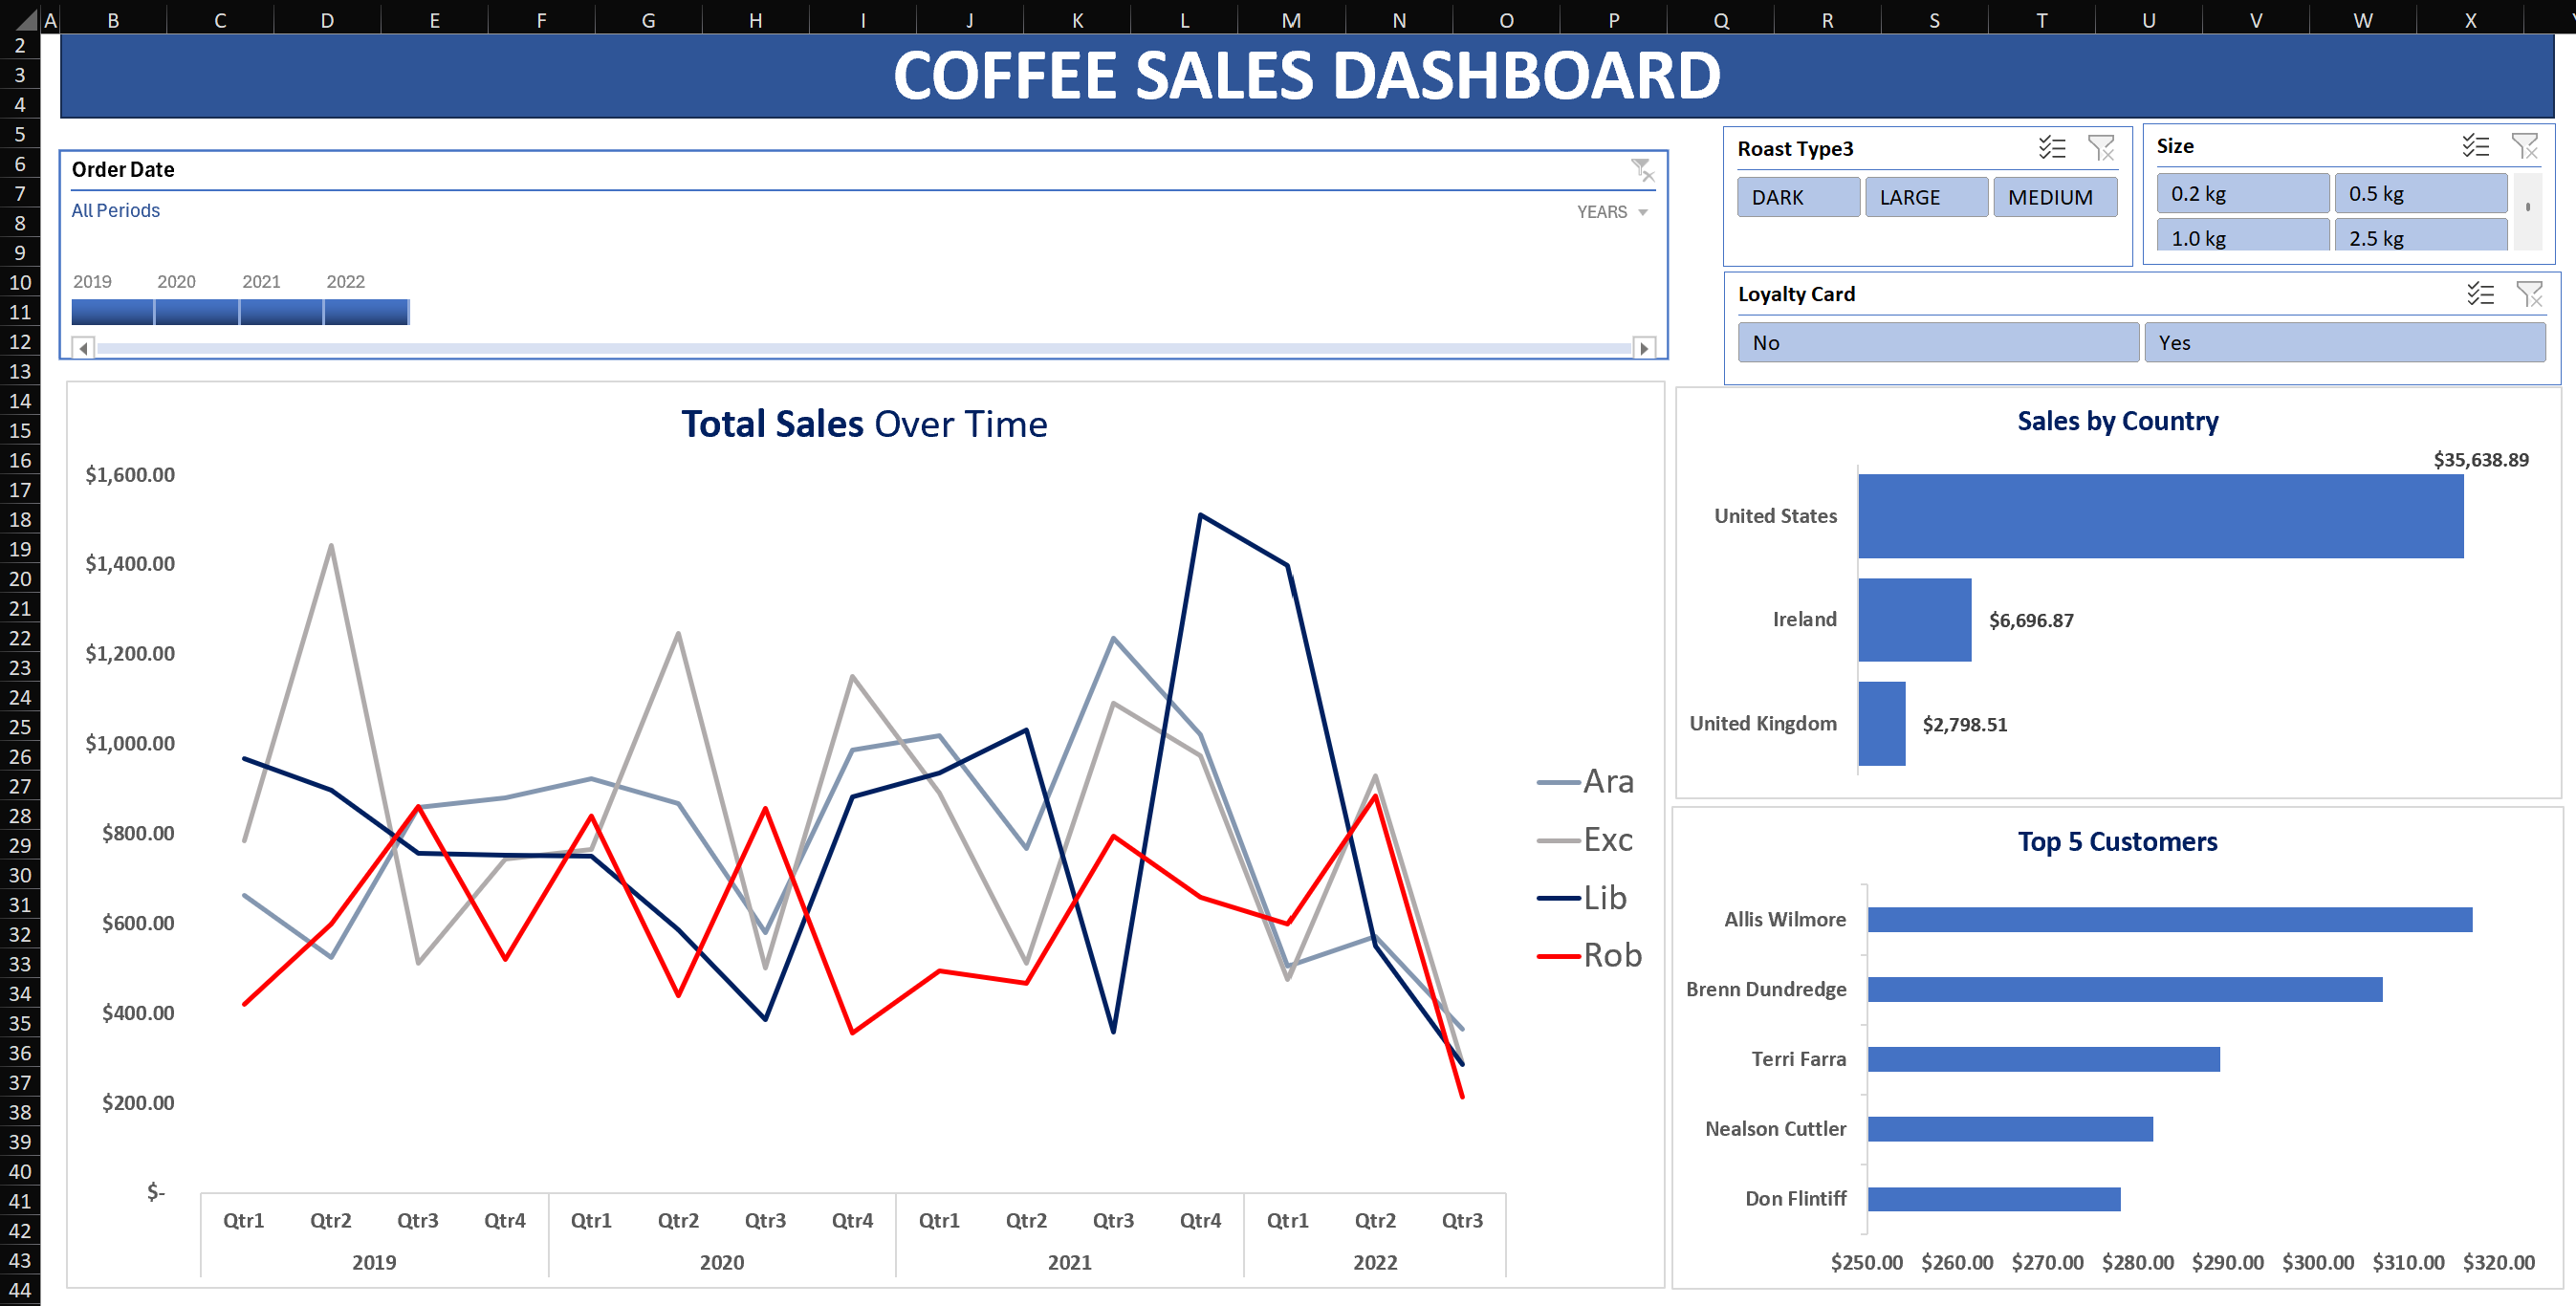 A B C D E F G H I J K L M N O P Q R S T U V W X
2
3
4
5
6
7
8
9
10
11
12
13
14
15
16
17
18
19
20
21
22
23
24
25
26
27
28
29
30
31
32
33
34
35
36
37
38
39
40
41
42
43
44
COFFEE SALES DASHBOARD
Order Date
All Periods
YEARS
2019 2020 2021 2022
Roast Type3
DARK LARGE MEDIUM
Size
0.2 kg 0.5 kg
1.0 kg 2.5 kg
Loyalty Card
No Yes
Total Sales Over Time
$1,600.00
$1,400.00
$1,200.00
$1,000.00
$800.00
$600.00
$400.00
$200.00
$-
Qtr1 Qtr2 Qtr3 Qtr4 Qtr1 Qtr2 Qtr3 Qtr4 Qtr1 Qtr2 Qtr3 Qtr4 Qtr1 Qtr2 Qtr3
2019 2020 2021 2022
Ara
Exc
Lib
Rob
Sales by Country
$35,638.89
United States
Ireland $6,696.87
United Kingdom $2,798.51
Top 5 Customers
Allis Wilmore
Brenn Dundredge
Terri Farra
Nealson Cuttler
Don Flintiff
$250.00 $260.00 $270.00 $280.00 $290.00 $300.00 $310.00 $320.00